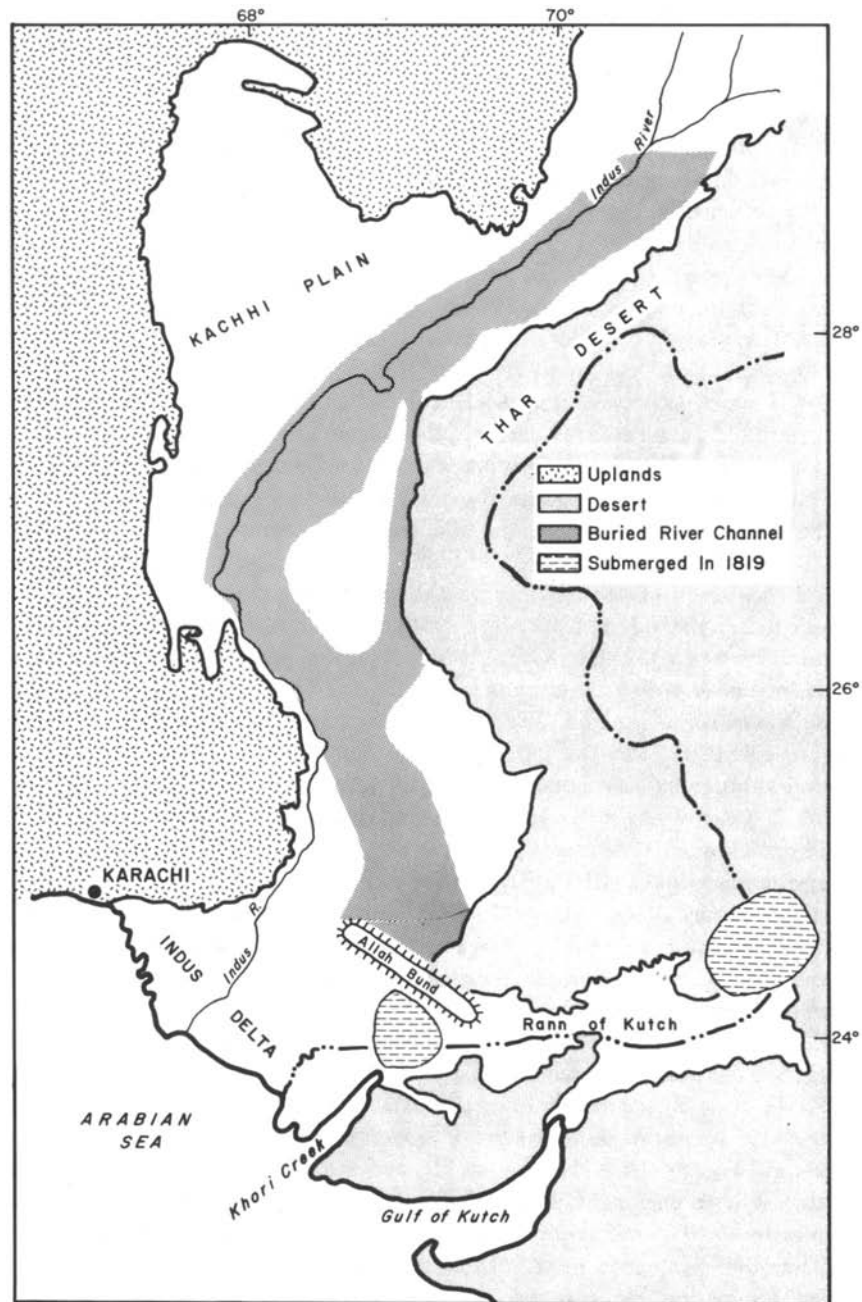 68°
70°
Indus River
KACHHI PLAIN
28°
THAR DESERT
Uplands
Desert
Buried River Channel
Submerged In 1819
26°
KARACHI
INDUS
DELTA
Indus R.
Allah Bund
Rann of Kutch
24°
ARABIAN
SEA
Khori Creek
Gulf of Kutch